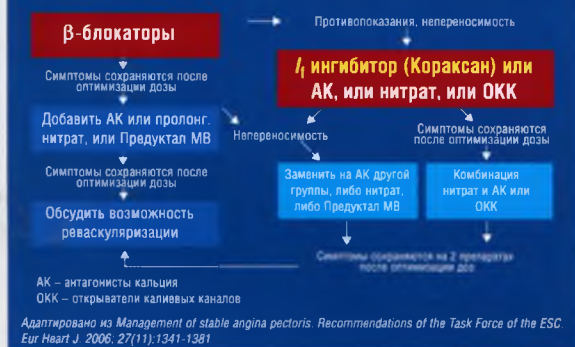 β-блокаторы
Противопоказания, непереносимость
If ингибитор (Кораксан) или
АК, или нитрат, или ОКК
Симптомы сохраняются после
оптимизации дозы
Добавить АК или пролонг.
нитрат, или Предуктал МВ
Непереносимость
Симптомы сохраняются
после оптимизации дозы
Симптомы сохраняются после
оптимизации дозы
Заменить на АК другой
группы, либо нитрат,
либо Предуктал МВ
Комбинация
нитрат и АК или
ОКК
Обсудить возможность
реваскуляризации
Симптомы сохраняются на 2 препаратах
после оптимизации доз
АК – антагонисты кальция
ОКК – открыватели калиевых каналов
Адаптировано из Management of stable angina pectoris. Recommendations of the Task Force of the ESC.
Eur Heart J. 2006; 27(11):1341-1381